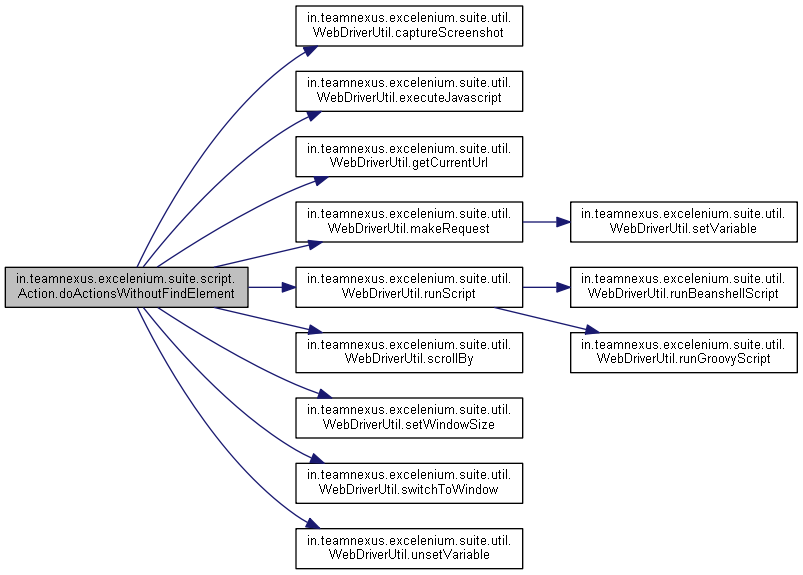 in.teamnexus.excelenium.suite.util.
WebDriverUtil.captureScreenshot
in.teamnexus.excelenium.suite.util.
WebDriverUtil.executeJavascript
in.teamnexus.excelenium.suite.util.
WebDriverUtil.getCurrentUrl
in.teamnexus.excelenium.suite.util.
WebDriverUtil.makeRequest
in.teamnexus.excelenium.suite.util.
WebDriverUtil.setVariable
in.teamnexus.excelenium.suite.script.
Action.doActionsWithoutFindElement
in.teamnexus.excelenium.suite.util.
WebDriverUtil.runScript
in.teamnexus.excelenium.suite.util.
WebDriverUtil.runBeanshellScript
in.teamnexus.excelenium.suite.util.
WebDriverUtil.scrollBy
in.teamnexus.excelenium.suite.util.
WebDriverUtil.runGroovyScript
in.teamnexus.excelenium.suite.util.
WebDriverUtil.setWindowSize
in.teamnexus.excelenium.suite.util.
WebDriverUtil.switchToWindow
in.teamnexus.excelenium.suite.util.
WebDriverUtil.unsetVariable